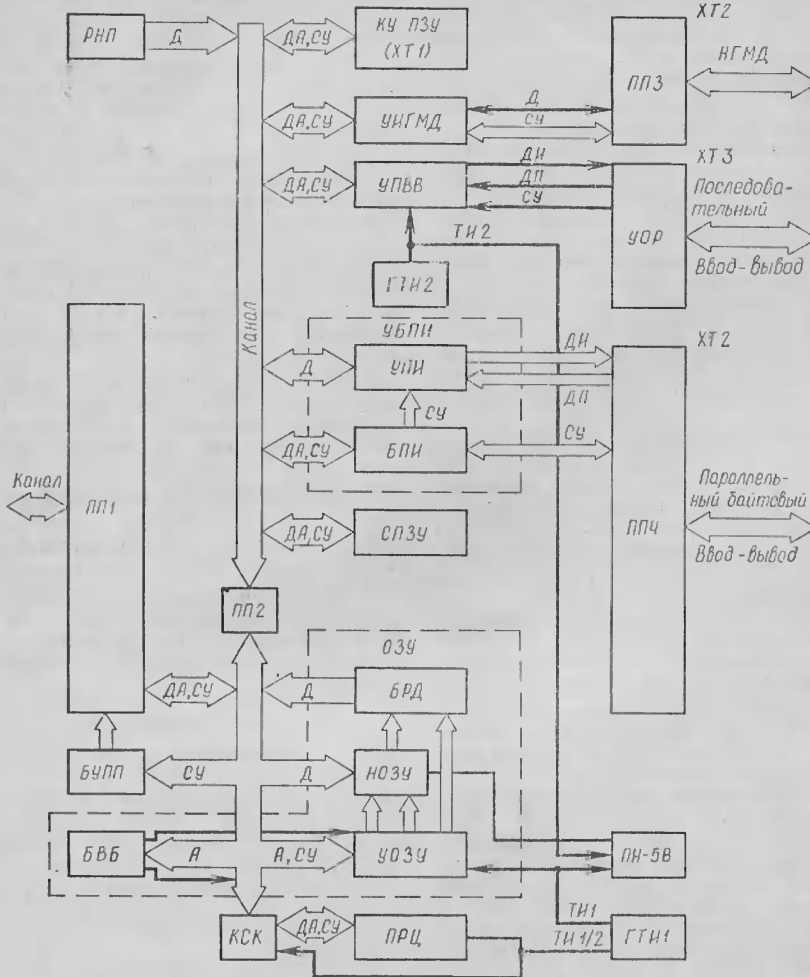 ХТ2
РНП
Д
ДА,СУ
КУ ПЗУ
(ХТ1)
НГМД
ПП3
ДА,СУ
УНГМД
Д
СУ
ХТ3
ДА,СУ
УПВВ
ДИ
ДП
СУ
Последова-
тельный
УОР
Ввод-вывод
ТИ2
ГТИ2
Канал
УБПИ
ХТ2
Д
УПИ
ДИ
ДП
СУ
ДА,СУ
БПИ
СУ
Канал
ПП1
Параллель-
ный байтовый
ПП4
Ввод-вывод
ДА,СУ
СПЗУ
ПП2
ОЗУ
ДА,СУ
Д
БРД
БУПП
СУ
Д
НОЗУ
БВБ
А
А,СУ
УОЗУ
ПН-5В
ТИ1
КСК
ДА,СУ
ПРЦ
ТИ1/2
ГТИ1